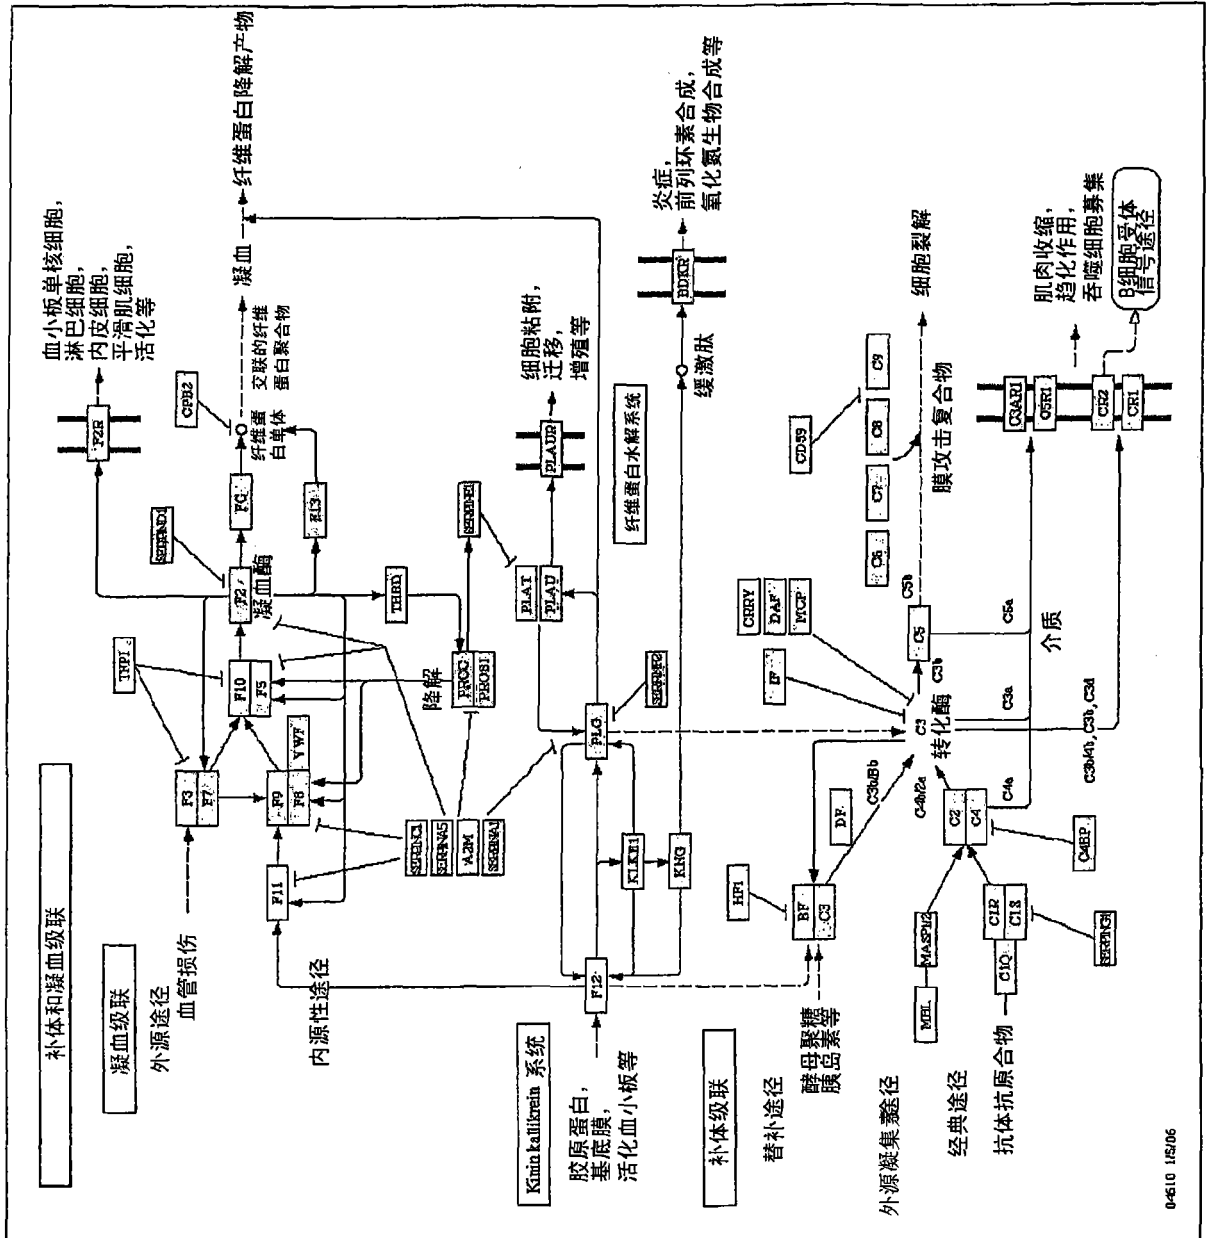 补体和凝血级联
凝血级联
外源途径
血管损伤
F3
F7
TFPI
F10
F5
F9
F8
VWF
F11
内源性途径
F2
凝血酶
SERPIND1
F2R
血小板单核细胞,
淋巴细胞,
内皮细胞,
平滑肌细胞,
活化等
FG
F13
纤维蛋
白单体
CPB2
交联的纤维
蛋白聚合物
凝血
纤维蛋白降解产物
THBD
PROC
PROS1
降解
SERPINC1
SERPINA5
A2M
SERPINA1
SERPINE1
PLAT
PLAU
PLAUR
细胞粘附,
迁移,
增殖等
纤维蛋白水解系统
PLG
SERPINF2
Kinin kallikrein 系统
胶原蛋白,
基底膜,
活化血小板等
F12
KLKB1
KNG
缓激肽
BDKR
炎症,
前列环素合成,
氧化氮生物合成等
补体级联
替补途径
酵母聚糖
胰岛素等
HF1
BF
C3
DF
C3b/Bb
IF
CRRY
DAF
MCP
C3
转化酶
C3b
C5
C5b
C6
C7
C8
C9
CD59
膜攻击复合物
细胞裂解
外源凝集素途径
MBL
MASP1/2
经典途径
抗体抗原合物
C1Q
C1R
C1S
SERPING1
C2
C4
C4BP
C4b/2a
C4a
C3a
C5a
介质
C3b/4b, C3b, C3d
C3AR1
C5R1
CR2
CR1
肌肉收缩,
趋化作用,
吞噬细胞募集
B细胞受体
信号途径
04610 1/5/06